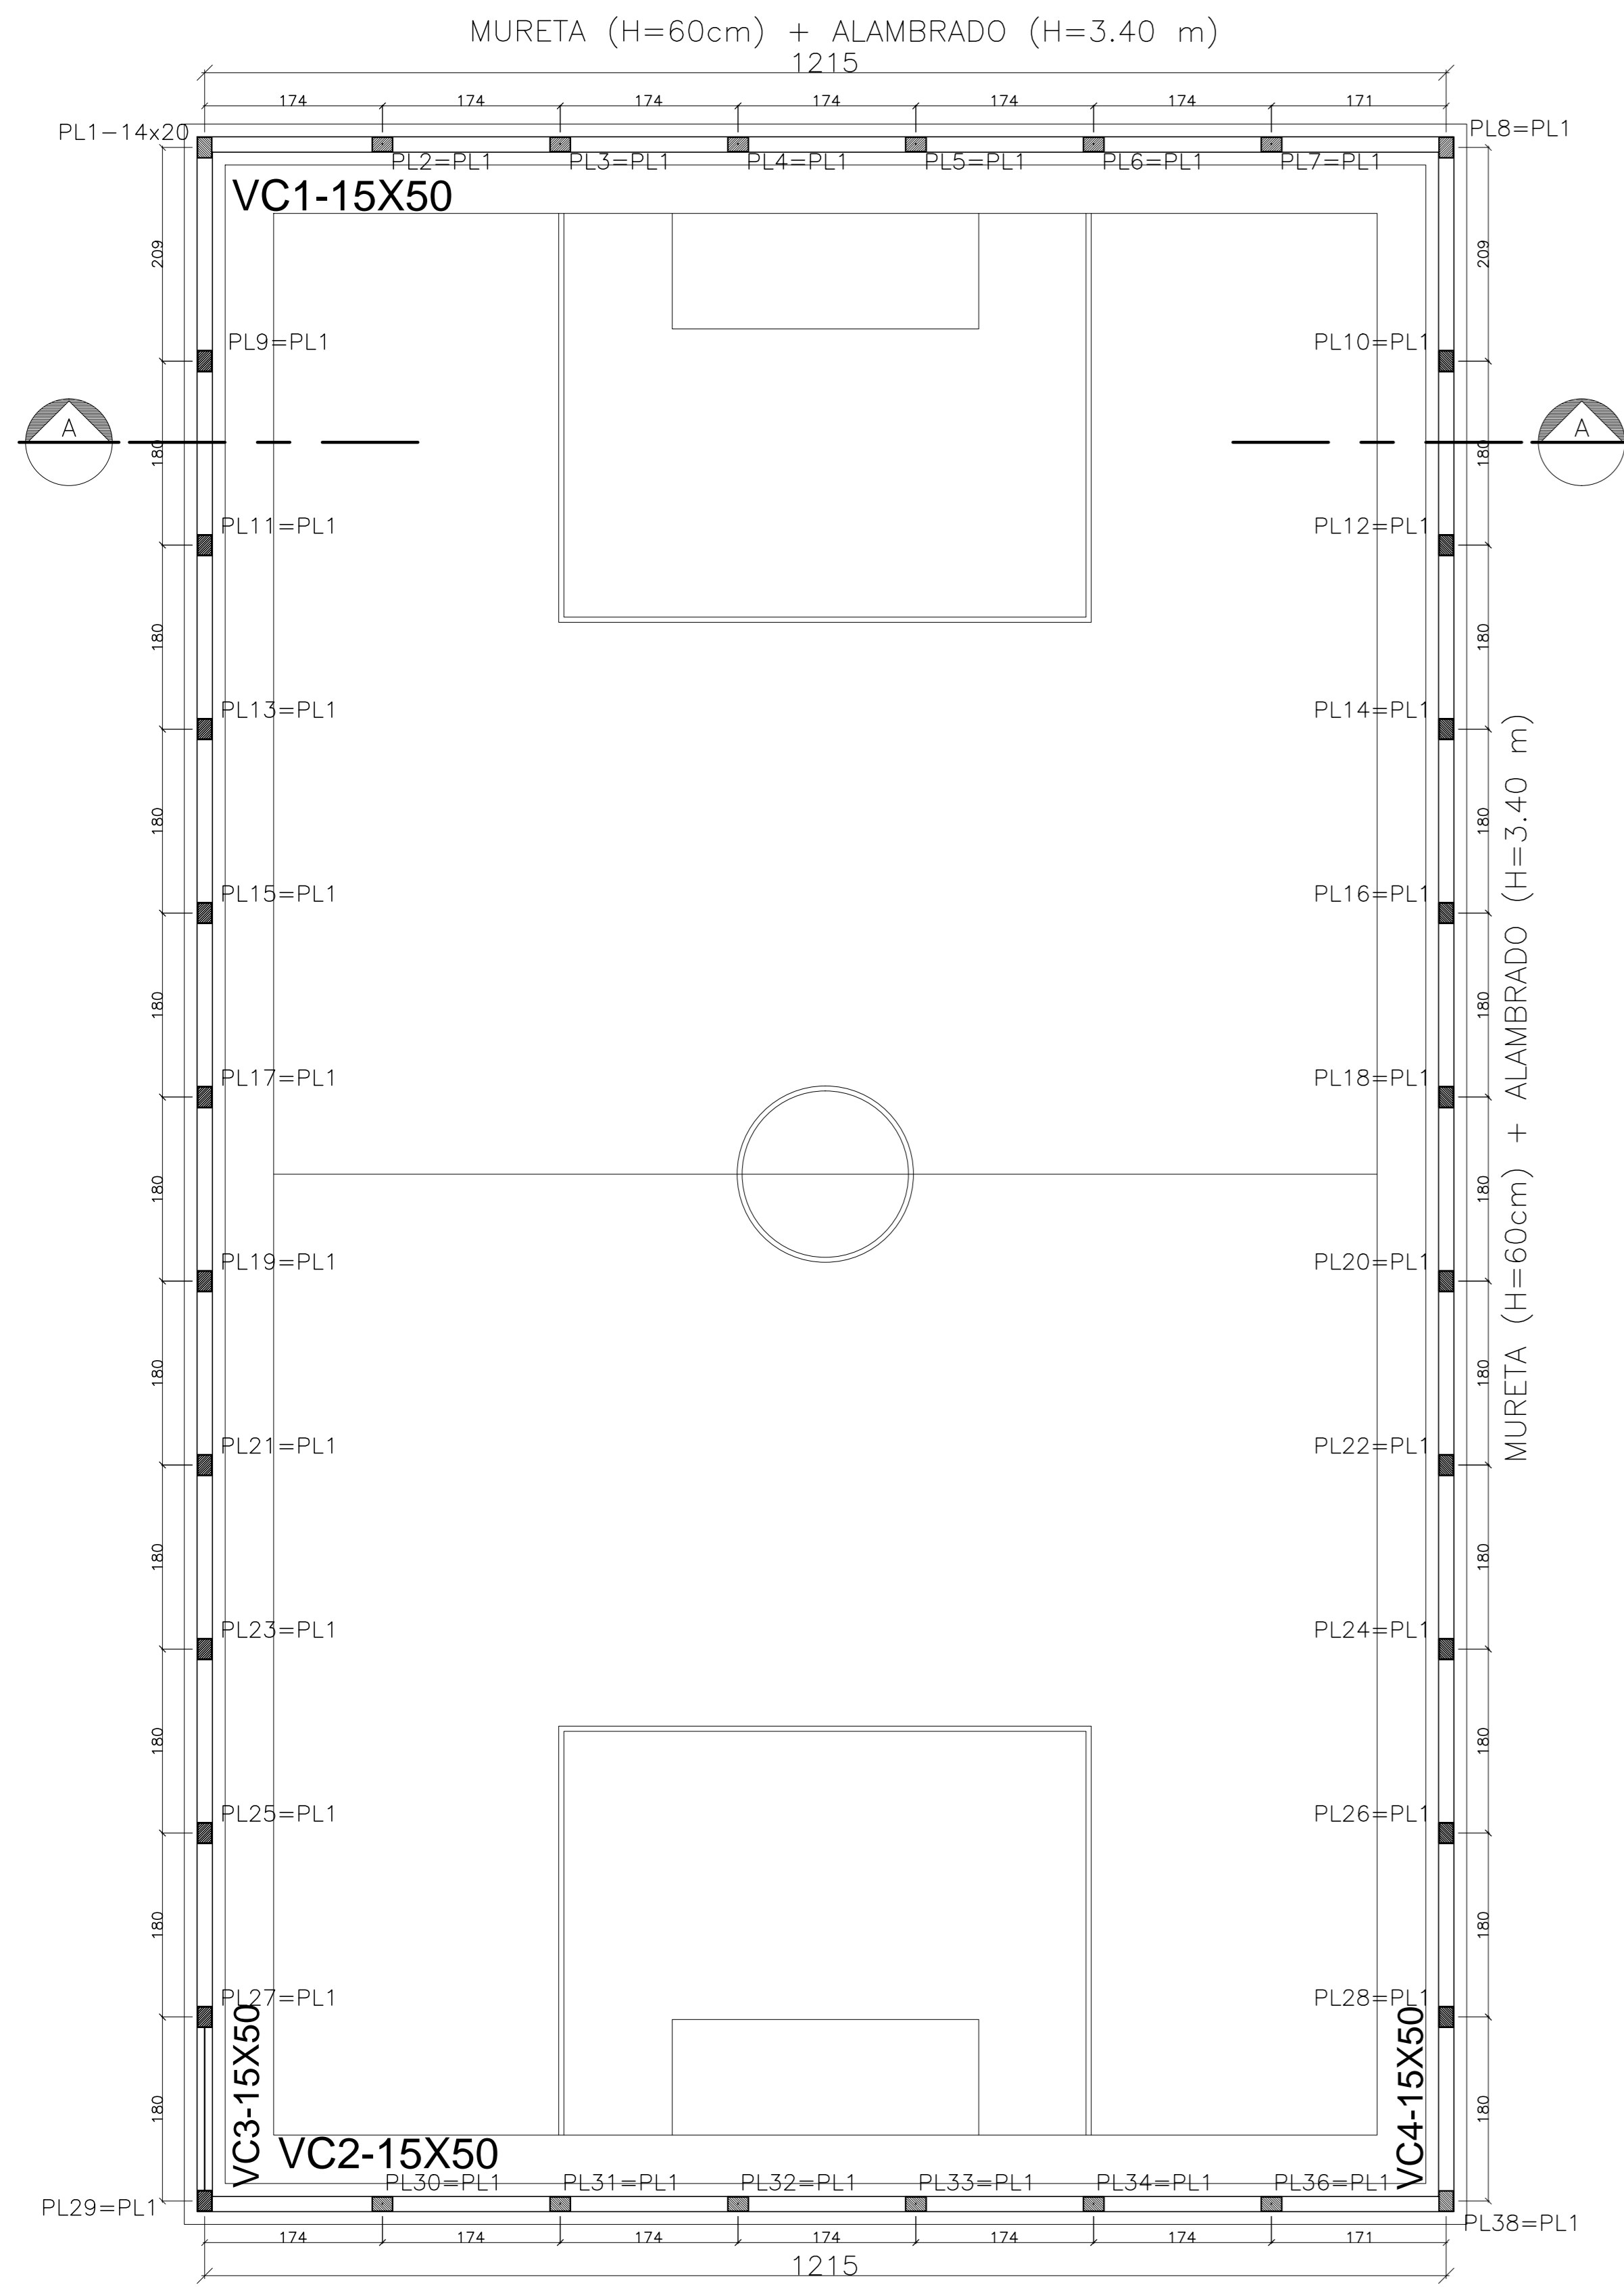 MURETA (H=60cm) + ALAMBRADO (H=3.40 m)
1215
174 174 174 174 174 174 171
PL1-14x20
PL8=PL1
PL2=PL1 PL3=PL1 PL4=PL1 PL5=PL1 PL6=PL1 PL7=PL1
VC1-15X50
209 209
PL9=PL1 PL10=PL1
A A
180 180
PL11=PL1 PL12=PL1
180 180
PL13=PL1 PL14=PL1
180 180
PL15=PL1 PL16=PL1
180 180
PL17=PL1 PL18=PL1
MURETA (H=60cm) + ALAMBRADO (H=3.40 m)
180 180
PL19=PL1 PL20=PL1
180 180
PL21=PL1 PL22=PL1
180 180
PL23=PL1 PL24=PL1
180 180
PL25=PL1 PL26=PL1
180 180
PL27=PL1 PL28=PL1
180 180
VC3-15X50
VC4-15X50
VC2-15X50
PL30=PL1 PL31=PL1 PL32=PL1 PL33=PL1 PL34=PL1 PL36=PL1
PL29=PL1
PL38=PL1
174 174 174 174 174 174 171
1215